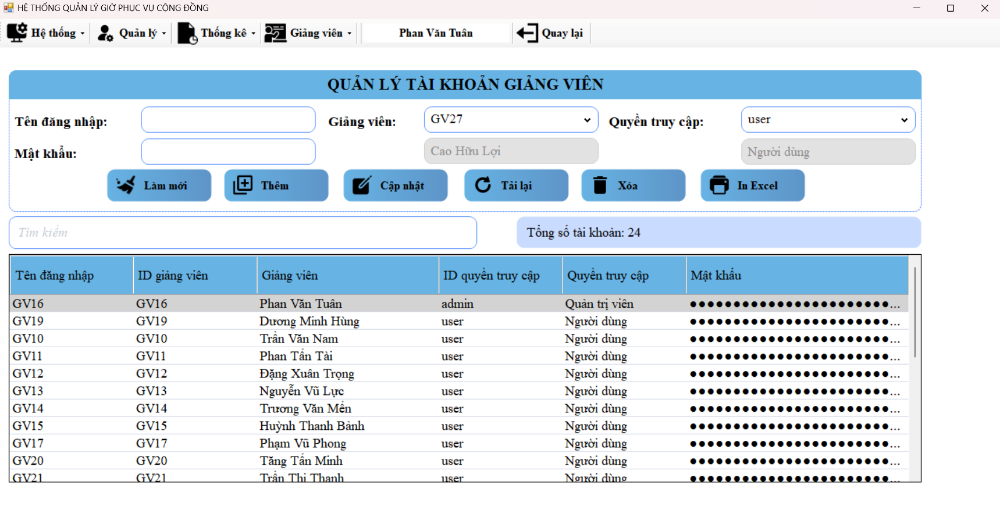 HỆ THỐNG QUẢN LÝ GIỜ PHỤC VỤ CỘNG ĐỒNG
Hệ thống Quản lý Thống kê Giảng viên Phan Văn Tuân Quay lại
QUẢN LÝ TÀI KHOẢN GIẢNG VIÊN
Tên đăng nhập: Giảng viên: GV27 Quyền truy cập: user
Mật khẩu: Cao Hữu Lợi Người dùng
Làm mới Thêm Cập nhật Tải lại Xóa In Excel
Tìm kiếm Tổng số tài khoản: 24
Tên đăng nhập ID giảng viên Giảng viên ID quyền truy cập Quyền truy cập Mật khẩu
GV16 GV16 Phan Văn Tuân admin Quản trị viên ●●●●●●●●●●●●●●●●●●●●●●●...
GV19 GV19 Dương Minh Hùng user Người dùng ●●●●●●●●●●●●●●●●●●●●●●●...
GV10 GV10 Trần Văn Nam user Người dùng ●●●●●●●●●●●●●●●●●●●●●●●...
GV11 GV11 Phan Tấn Tài user Người dùng ●●●●●●●●●●●●●●●●●●●●●●●...
GV12 GV12 Đặng Xuân Trọng user Người dùng ●●●●●●●●●●●●●●●●●●●●●●●...
GV13 GV13 Nguyễn Vũ Lực user Người dùng ●●●●●●●●●●●●●●●●●●●●●●●...
GV14 GV14 Trương Văn Mến user Người dùng ●●●●●●●●●●●●●●●●●●●●●●●...
GV15 GV15 Huỳnh Thanh Bảnh user Người dùng ●●●●●●●●●●●●●●●●●●●●●●●...
GV17 GV17 Phạm Vũ Phong user Người dùng ●●●●●●●●●●●●●●●●●●●●●●●...
GV20 GV20 Tăng Tấn Minh user Người dùng ●●●●●●●●●●●●●●●●●●●●●●●...
GV21 GV21 Trần Thị Thanh user Người dùng ●●●●●●●●●●●●●●●●●●●●●●●...